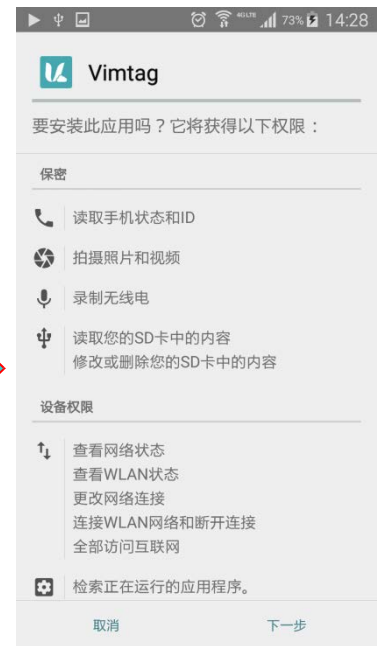 4G LTE 73% 14:28
Vimtag
要安装此应用吗？它将获得以下权限：
保密
读取手机状态和ID
拍摄照片和视频
录制无线电
读取您的SD卡中的内容
修改或删除您的SD卡中的内容
设备权限
查看网络状态
查看WLAN状态
更改网络连接
连接WLAN网络和断开连接
全部访问互联网
检索正在运行的应用程序。
取消 下一步